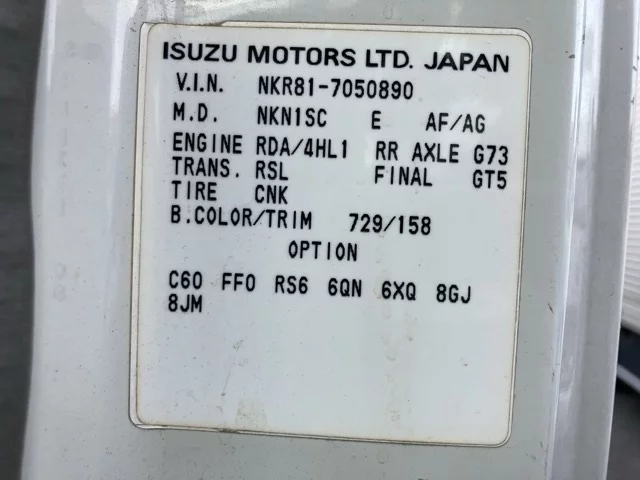 ISUZU MOTORS LTD. JAPAN
V.I.N. NKR81-7050890
M.D. NKN1SC E AF/AG
ENGINE RDA/4HL1 RR AXLE G73
TRANS. RSL FINAL GT5
TIRE CNK
B.COLOR/TRIM 729/158
OPTION
C60 FF0 RS6 6QN 6XQ 8GJ
8JM